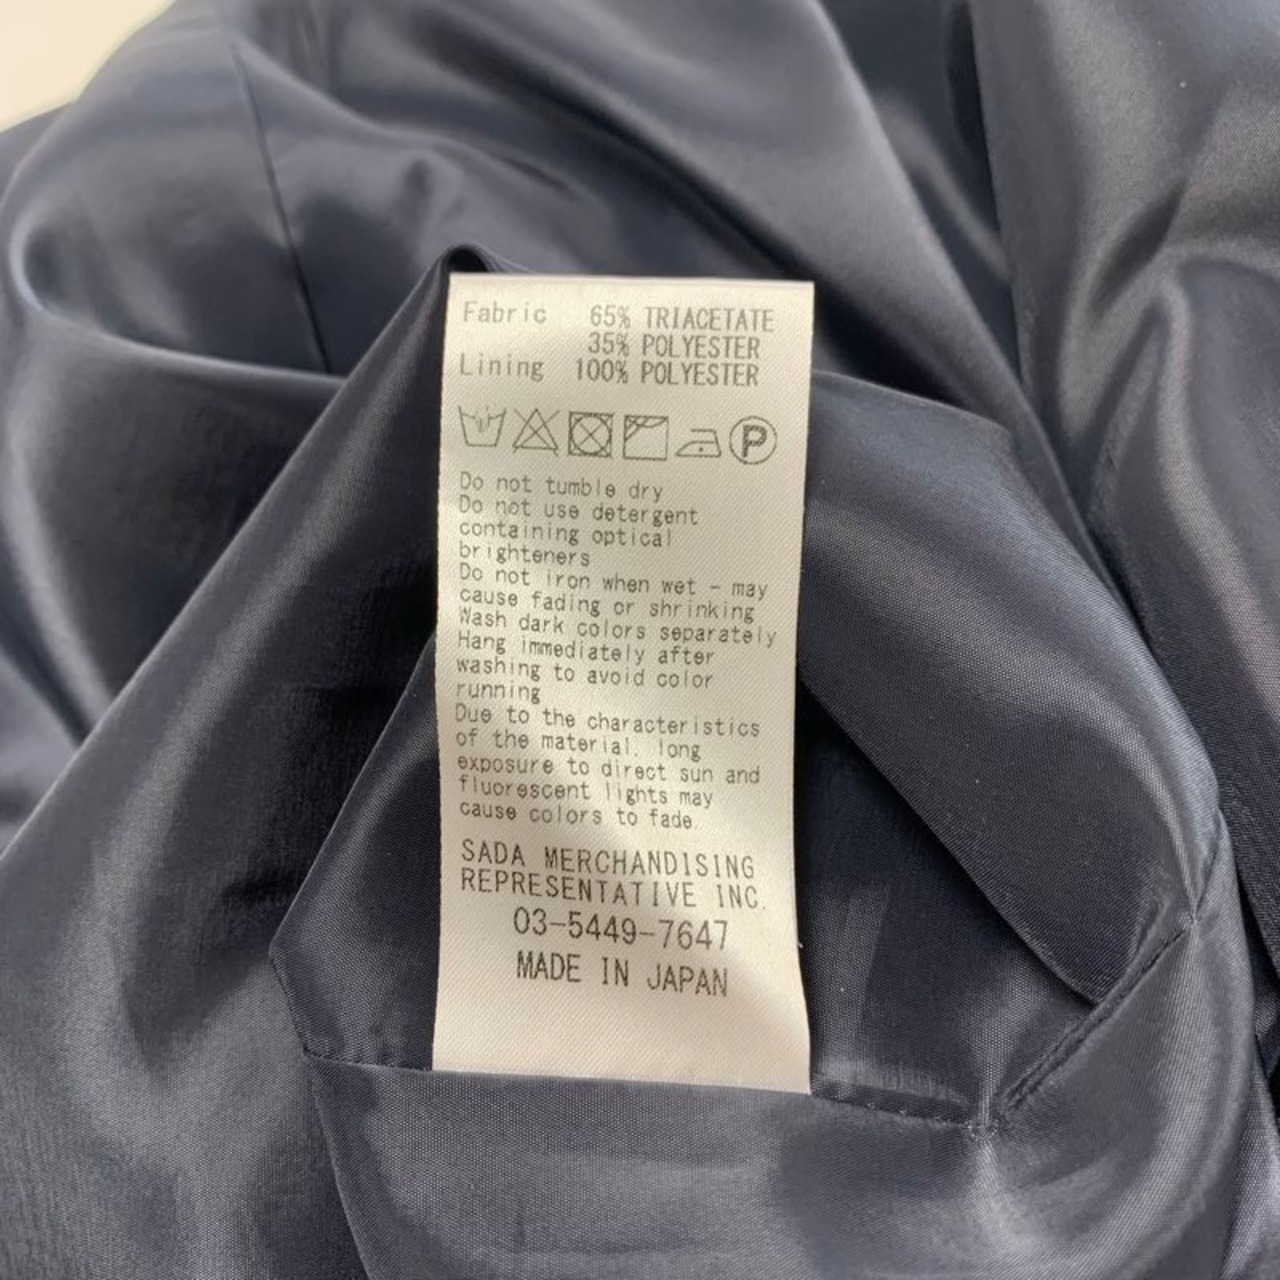 Fabric 65% TRIACETATE
35% POLYESTER
Lining 100% POLYESTER
P
Do not tumble dry
Do not use detergent
containing optical
brighteners
Do not iron when wet - may
cause fading or shrinking
Wash dark colors separately
Hang immediately after
washing to avoid color
running
Due to the characteristics
of the material, long
exposure to direct sun and
fluorescent lights may
cause colors to fade.
SADA MERCHANDISING
REPRESENTATIVE INC.
03-5449-7647
MADE IN JAPAN